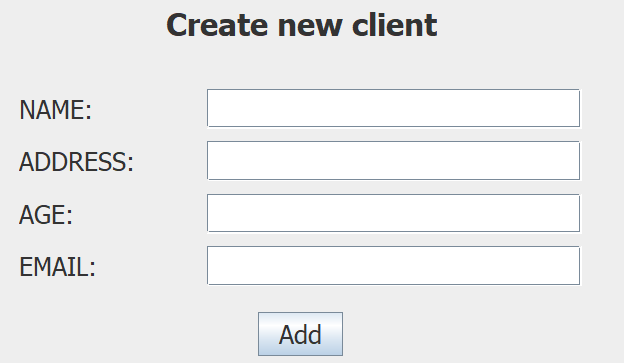 Create new client
NAME:
ADDRESS:
AGE:
EMAIL:
Add